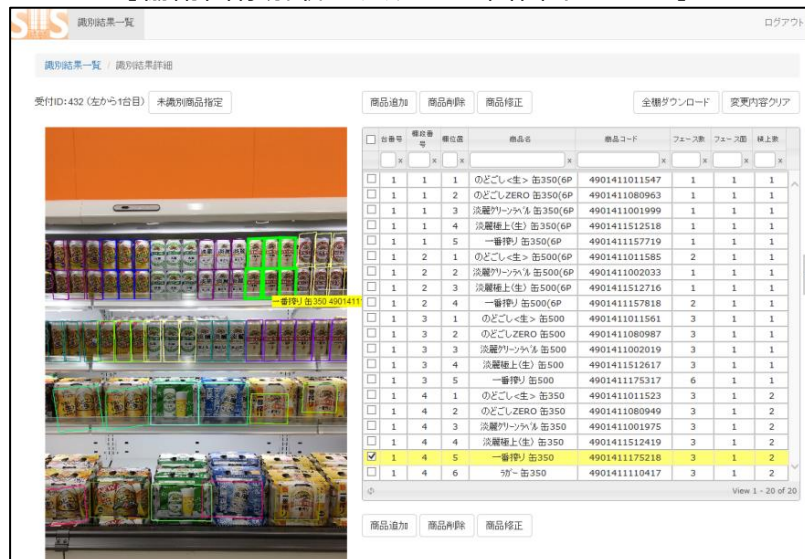 SIIS 識別結果一覧 ログアウト
識別結果一覧 / 識別結果詳細
受付ID:432 (左から1台目) 未識別商品指定 商品追加 商品削除 商品修正 全棚ダウンロード 変更内容クリア
台番号 棚段番号 棚位置 商品名 商品コード フェース数 フェース面 積上数
x x x x x x x x
1 1 1 のどごし<生> 缶350(6P 4901411011547 1 1 1
1 1 2 のどごしZERO 缶350(6P 4901411080963 1 1 1
1 1 3 淡麗グリーンラベル 缶350(6P 4901411001999 1 1 1
1 1 4 淡麗極上(生) 缶350(6P 4901411512518 1 1 1
1 1 5 一番搾り 缶350(6P 4901411157719 1 1 1
1 2 1 のどごし<生> 缶500(6P 4901411011585 2 1 1
1 2 2 淡麗グリーンラベル 缶500(6P 4901411002033 1 1 1
1 2 3 淡麗極上(生) 缶500(6P 4901411512716 1 1 1
1 2 4 一番搾り 缶500(6P 4901411157818 2 1 1
1 3 1 のどごし<生> 缶500 4901411011561 3 1 1
1 3 2 のどごしZERO 缶500 4901411080987 3 1 1
1 3 3 淡麗グリーンラベル 缶500 4901411002019 3 1 1
1 3 4 淡麗極上(生) 缶500 4901411512617 3 1 1
1 3 5 一番搾り 缶500 4901411175317 6 1 1
1 4 1 のどごし<生> 缶350 4901411011523 3 1 2
1 4 2 のどごしZERO 缶350 4901411080949 3 1 2
1 4 3 淡麗グリーンラベル 缶350 4901411001975 3 1 2
1 4 4 淡麗極上(生) 缶350 4901411512419 3 1 2
1 4 5 一番搾り 缶350 4901411175218 3 1 2
1 4 6 ラガー 缶350 4901411110417 3 1 2
一番搾り 缶350 49014111
View 1 - 20 of 20
商品追加 商品削除 商品修正